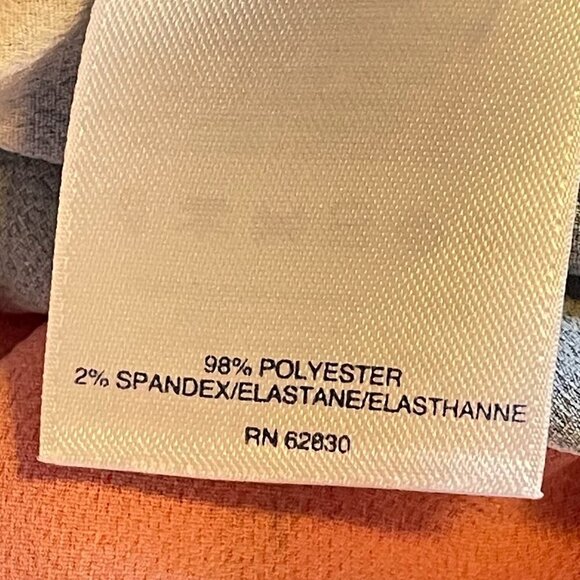 98% POLYESTER
2% SPANDEX/ELASTANE/ELASTHANNE
RN 62830